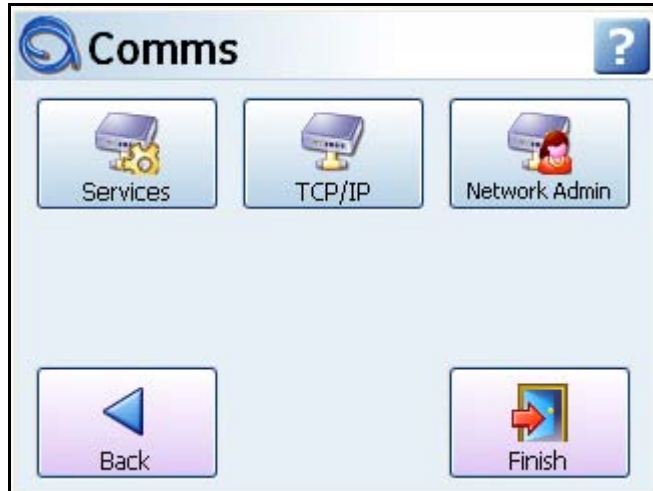 Comms
?
Services
TCP/IP
Network Admin
Back
Finish